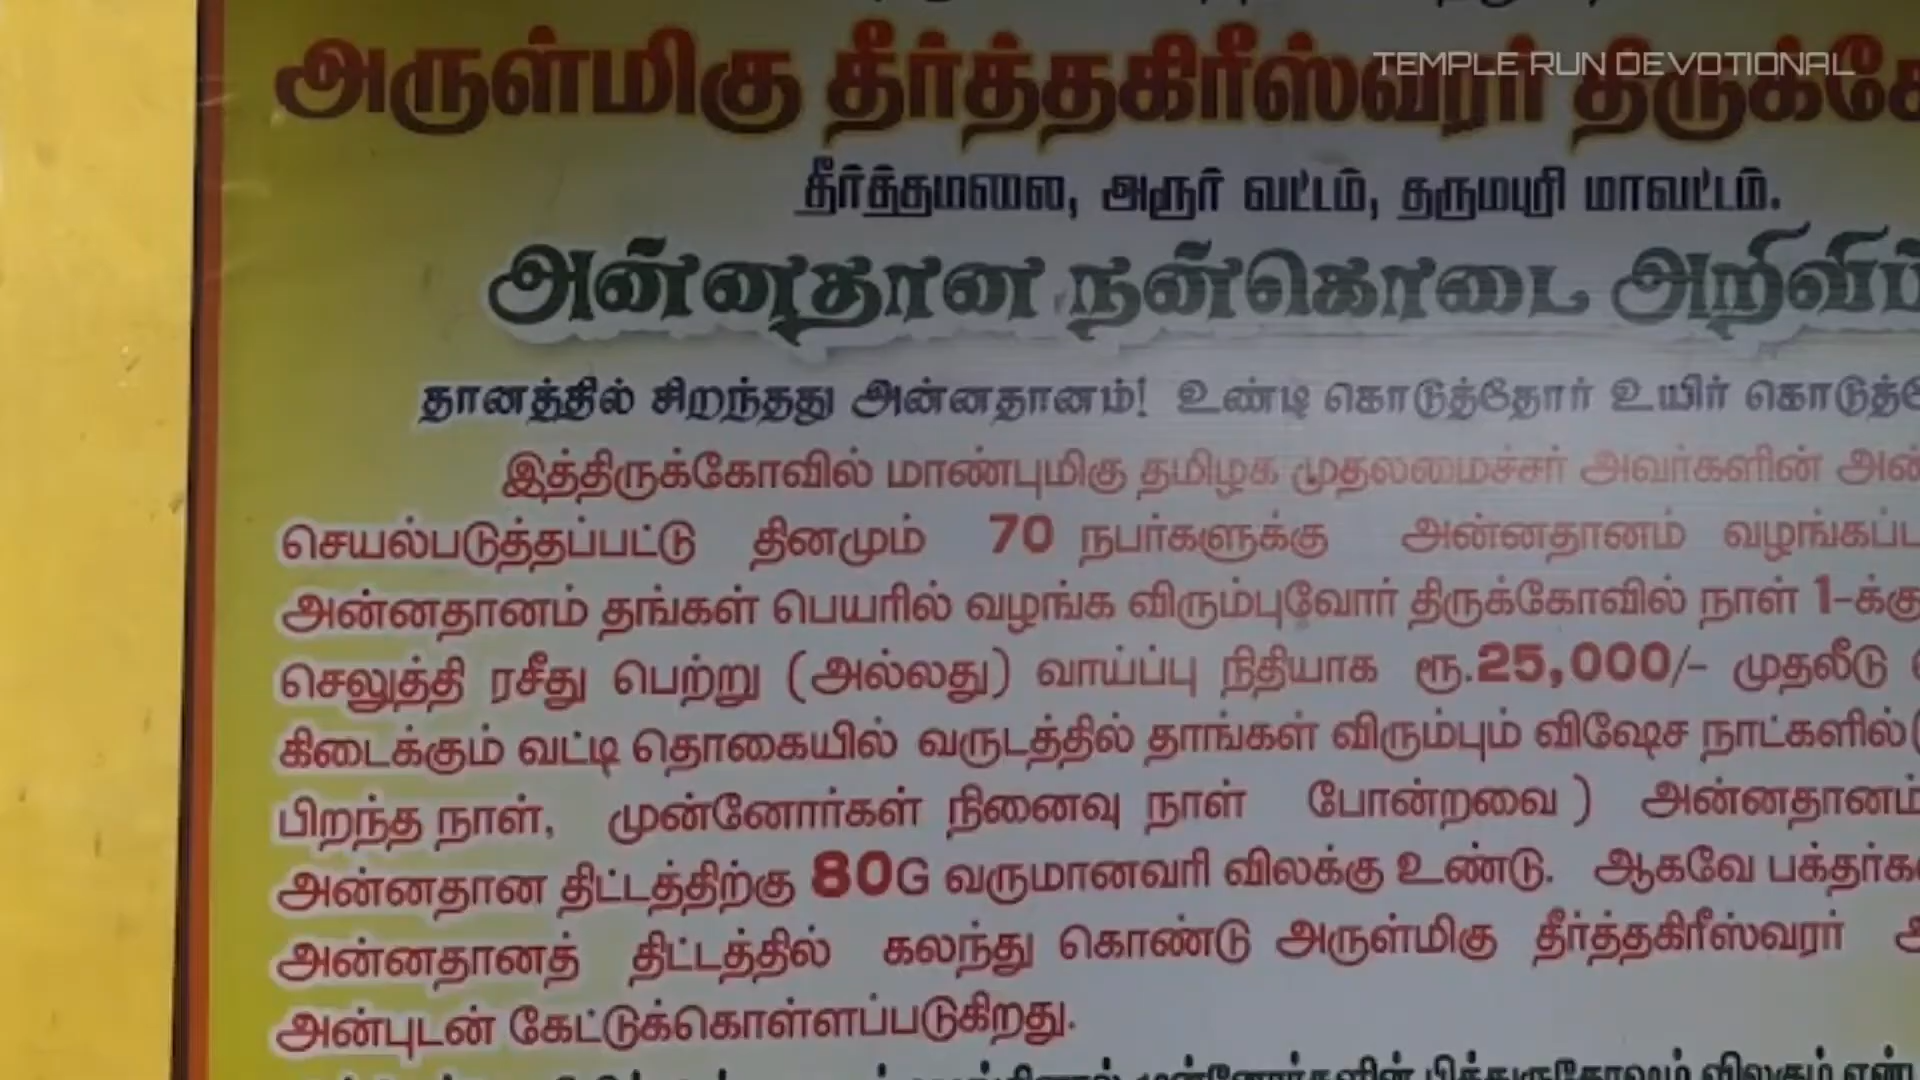 TEMPLE RUN DEVOTIONAL
அருள்மிகு தீர்த்தகிரீஸ்வரர் திருக்கோ
தீர்த்தமலை, அரூர் வட்டம், தருமபுரி மாவட்டம்.
அன்னதான நன்கொடை அறிவிப்
தானத்தில் சிறந்தது அன்னதானம்! உண்டி கொடுத்தோர் உயிர் கொடுத்
இத்திருக்கோவில் மாண்புமிகு தமிழக முதலமைச்சர் அவர்களின் அன்
செயல்படுத்தப்பட்டு தினமும் 70 நபர்களுக்கு அன்னதானம் வழங்கப்ப
அன்னதானம் தங்கள் பெயரில் வழங்க விரும்புவோர் திருக்கோவில் நாள் 1-க்கு
செலுத்தி ரசீது பெற்று (அல்லது) வாய்ப்பு நிதியாக ரூ.25,000/- முதலீடு
கிடைக்கும் வட்டி தொகையில் வருடத்தில் தாங்கள் விரும்பும் விஷேச நாட்களில்
பிறந்த நாள், முன்னோர்கள் நினைவு நாள் போன்றவை) அன்னதானம்
அன்னதான திட்டத்திற்கு 80G வருமானவரி விலக்கு உண்டு. ஆகவே பக்தர்க
அன்னதானத் திட்டத்தில் கலந்து கொண்டு அருள்மிகு தீர்த்தகிரீஸ்வரர்
அன்புடன் கேட்டுக்கொள்ளப்படுகிறது.